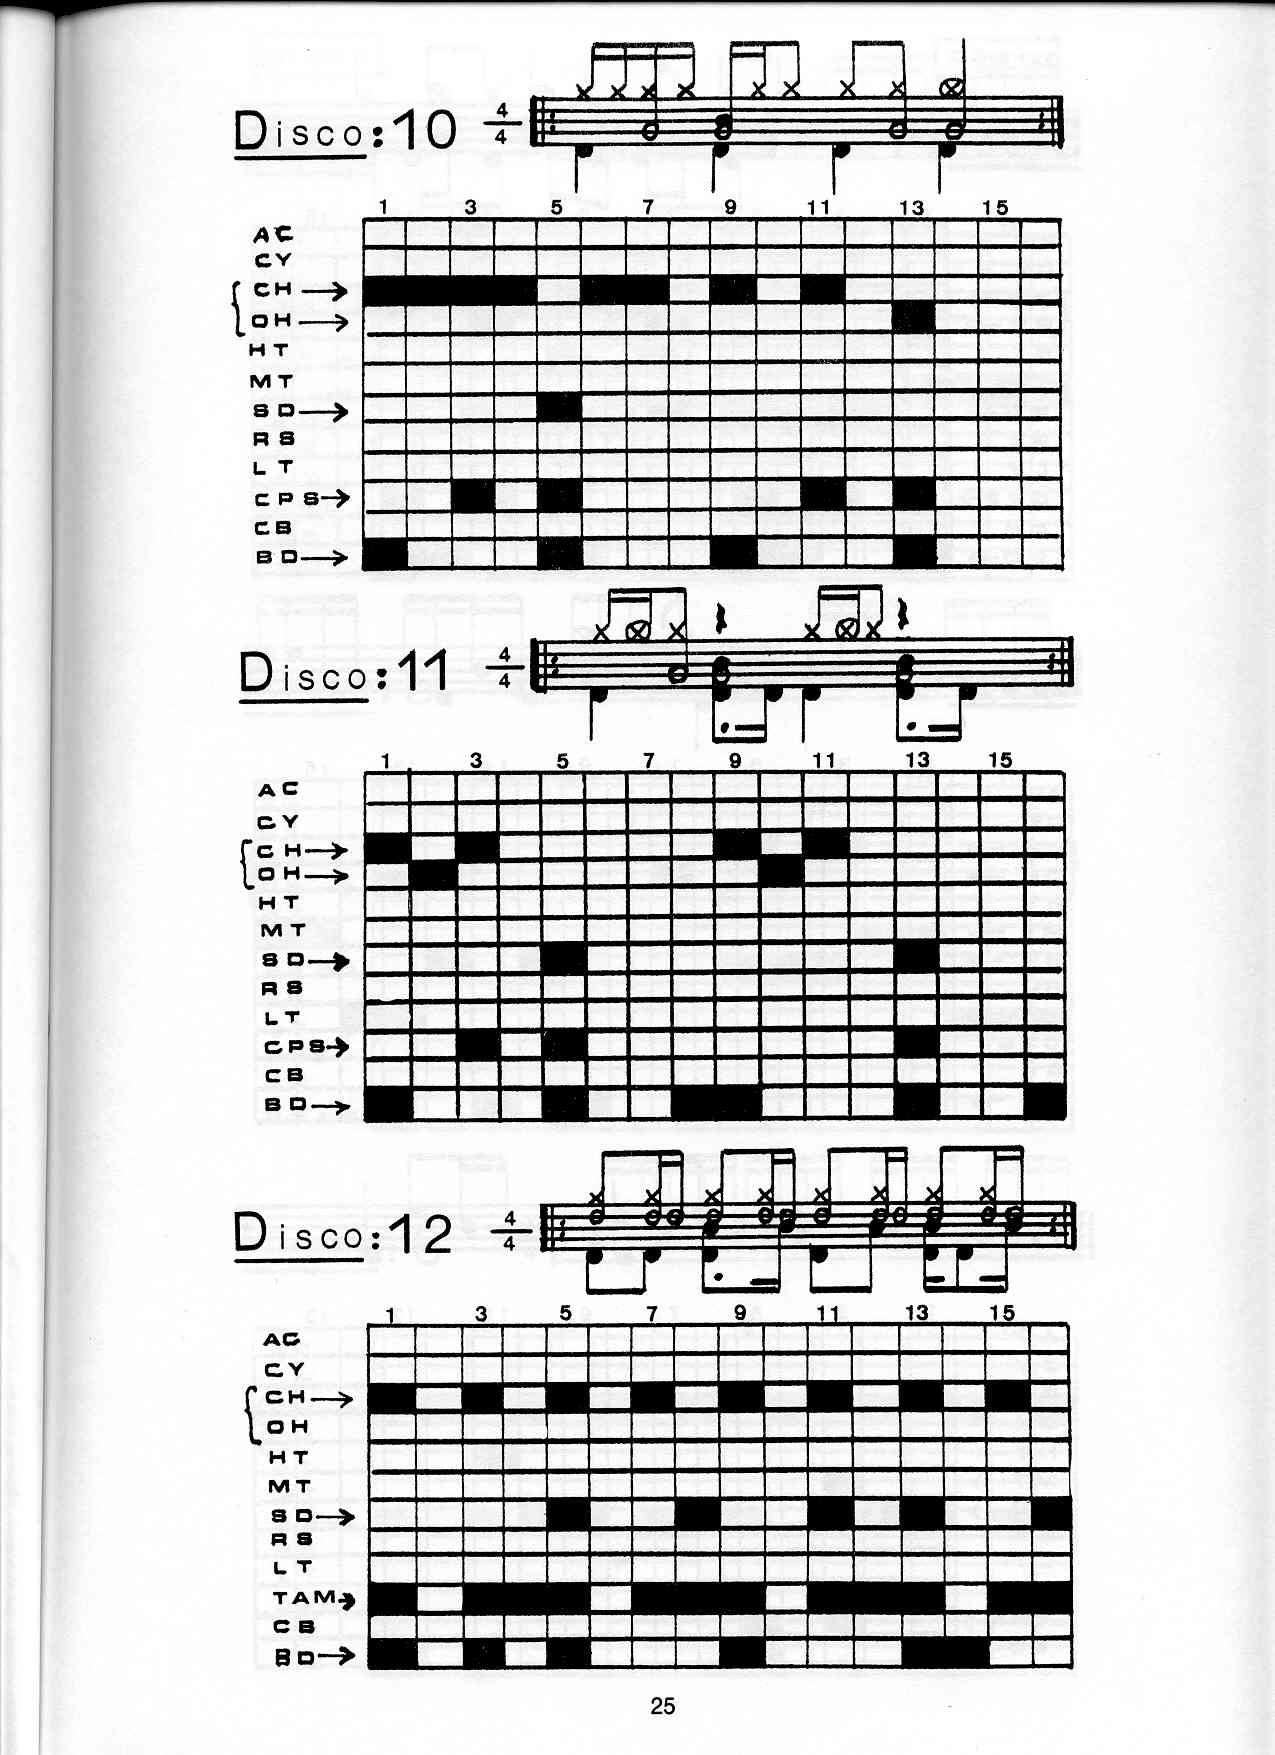 Disco:10 4/4
1 3 5 7 9 11 13 15
AC
CY
CH →
OH →
HT
MT
SD →
RS
LT
CPS →
CB
BD →
Disco:11 4/4
1 3 5 7 9 11 13 15
AC
CY
CH →
OH →
HT
MT
SD →
RS
LT
CPS →
CB
BD →
Disco:12 4/4
1 3 5 7 9 11 13 15
AC
CY
CH →
OH
HT
MT
SD →
RS
LT
TAM →
CB
BD →
25